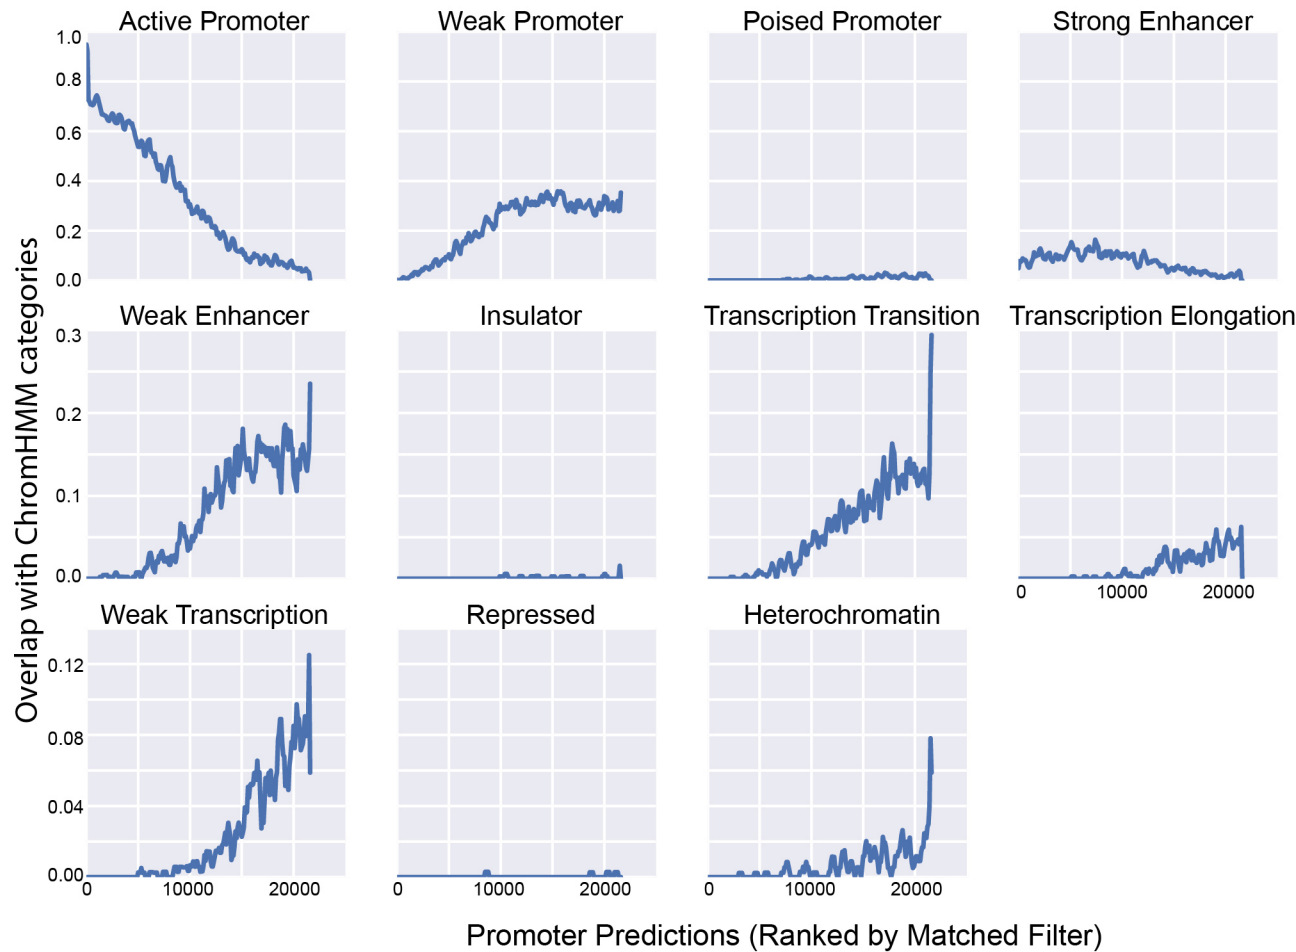 Active Promoter
Weak Promoter
Poised Promoter
Strong Enhancer
1.0
0.8
0.6
0.4
0.2
0.0
Overlap with ChromHMM categories
Weak Enhancer
Insulator
Transcription Transition
Transcription Elongation
0.3
0.2
0.1
0.0
0 10000 20000
Weak Transcription
Repressed
Heterochromatin
0.12
0.08
0.04
0.00
0 10000 20000
0 10000 20000
0 10000 20000
Promoter Predictions (Ranked by Matched Filter)